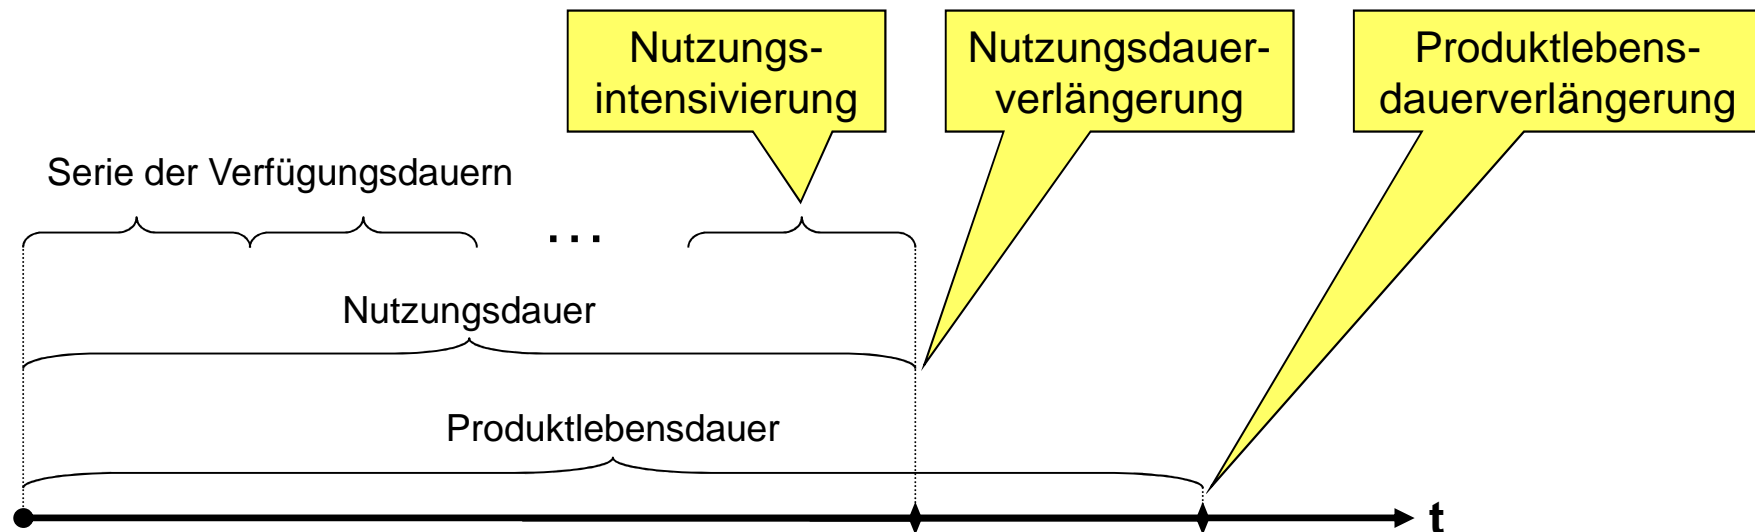 Nutzungs-
intensivierung
Nutzungsdauer-
verlängerung
Produktlebens-
dauerverlängerung
Serie der Verfügungsdauern
...
Nutzungsdauer
Produktlebensdauer
t